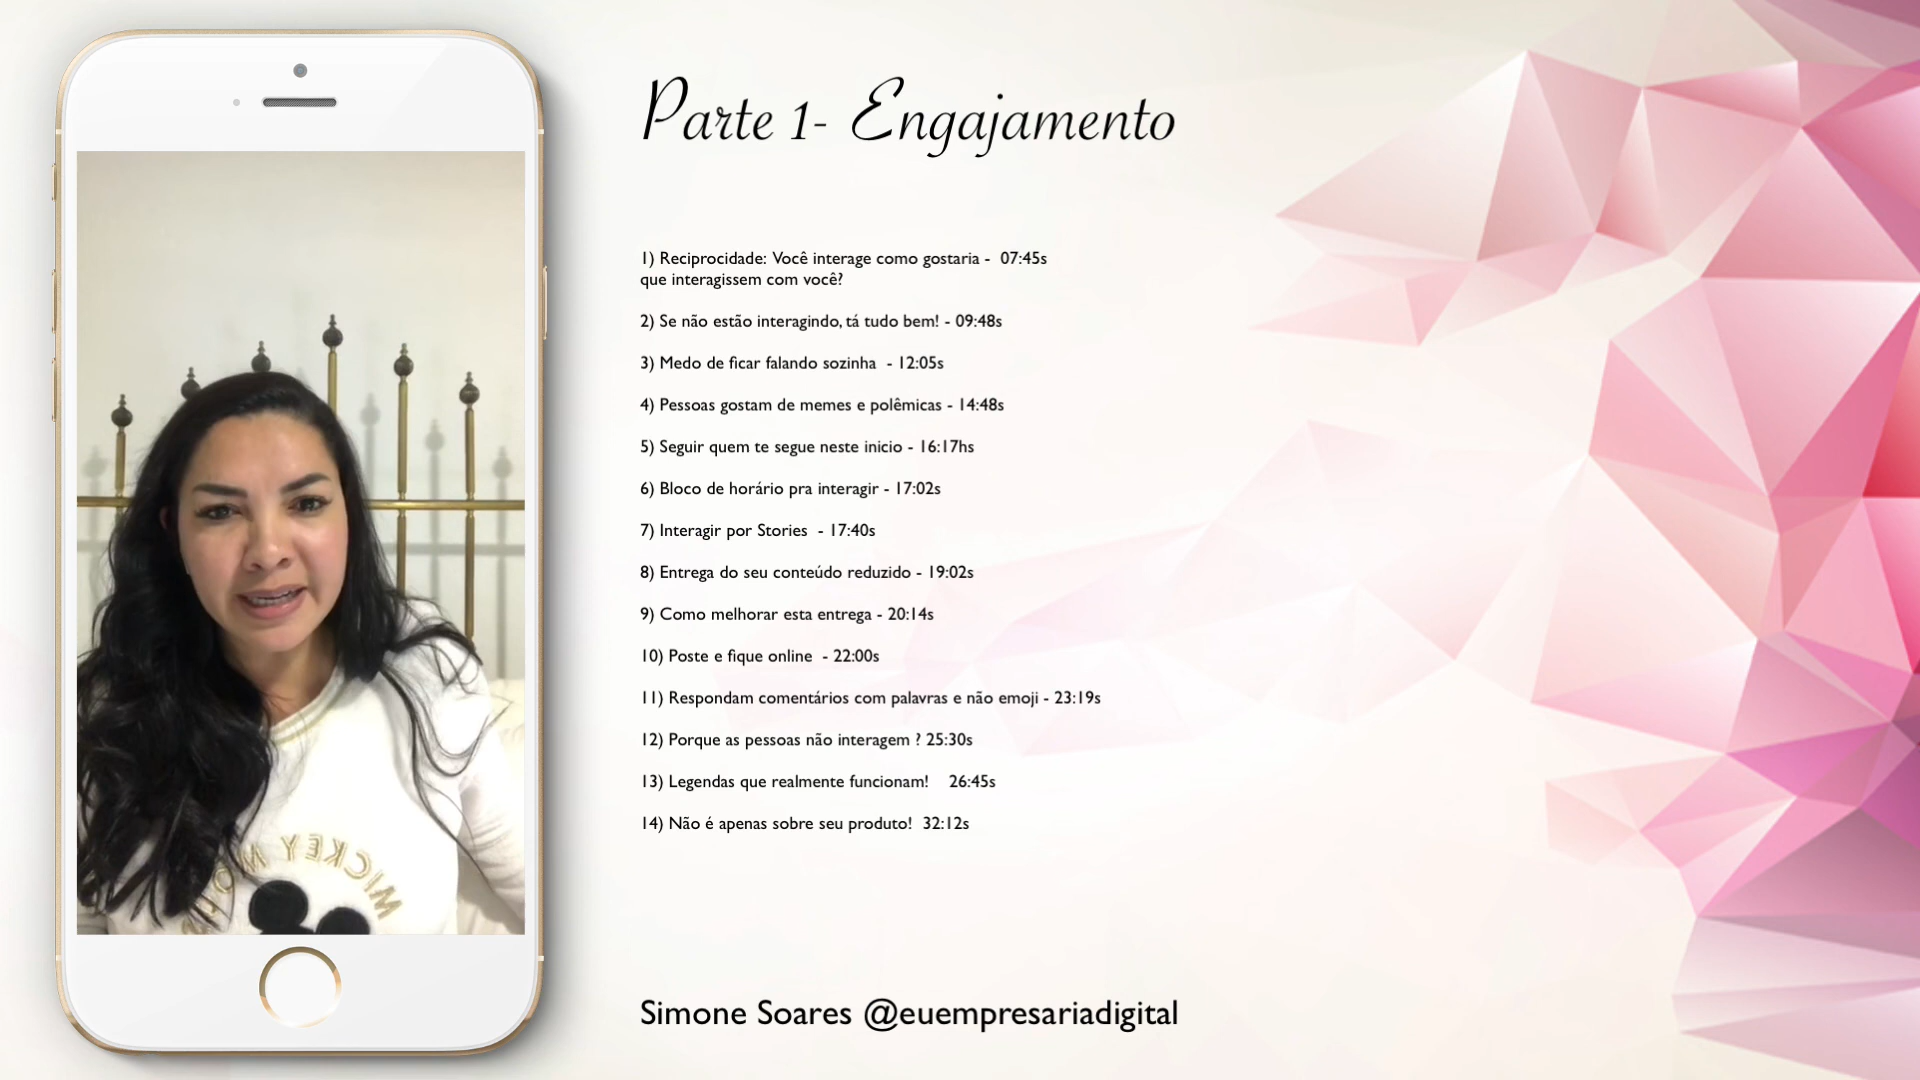 Parte 1- Engajamento
1) Reciprocidade: Você interage como gostaria -  07:45s
que interagissem com você?
2) Se não estão interagindo, tá tudo bem! - 09:48s
3) Medo de ficar falando sozinha  - 12:05s
4) Pessoas gostam de memes e polêmicas - 14:48s
5) Seguir quem te segue neste inicio - 16:17hs
6) Bloco de horário pra interagir - 17:02s
7) Interagir por Stories  - 17:40s
8) Entrega do seu conteúdo reduzido - 19:02s
9) Como melhorar esta entrega - 20:14s
10) Poste e fique online  - 22:00s
11) Respondam comentários com palavras e não emoji - 23:19s
12) Porque as pessoas não interagem ? 25:30s
13) Legendas que realmente funcionam!    26:45s
14) Não é apenas sobre seu produto!  32:12s
MICKEY
Simone Soares @euempresariadigital